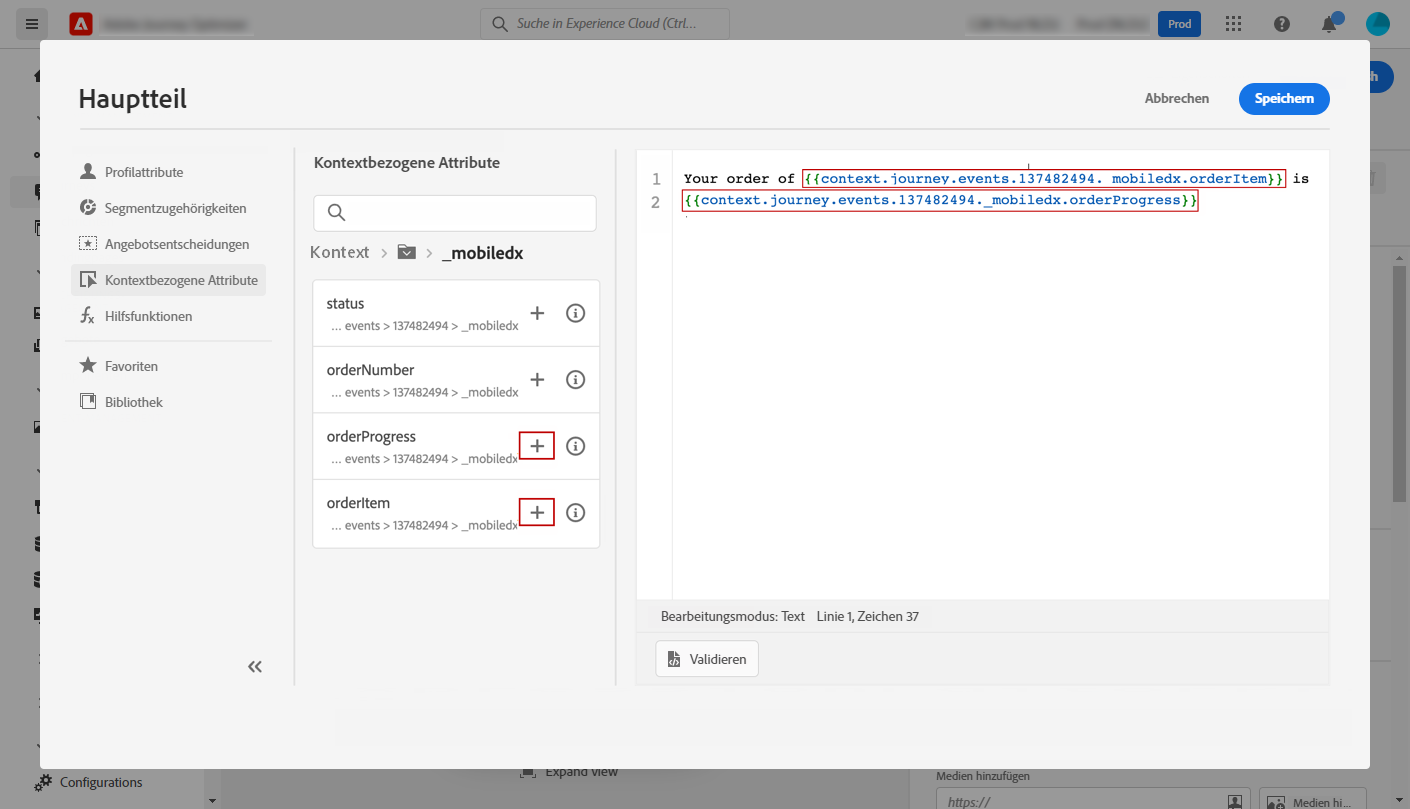 Suche in Experience Cloud (Ctrl...
Prod
Hauptteil
Abbrechen
Speichern
Profilattribute
Segmentzugehörigkeiten
Angebotsentscheidungen
Kontextbezogene Attribute
Hilfsfunktionen
Favoriten
Bibliothek
Kontextbezogene Attribute
Kontext > > _mobiledx
status
... events > 137482494 > _mobiledx
orderNumber
... events > 137482494 > _mobiledx
orderProgress
... events > 137482494 > _mobiledx
orderItem
... events > 137482494 > _mobiledx
1 Your order of {{context.journey.events.137482494. mobiledx.orderItem}} is
2 {{context.journey.events.137482494._mobiledx.orderProgress}}
Bearbeitungsmodus: Text Linie 1, Zeichen 37
Validieren
Configurations
Expand view
Medien hinzufügen
https://
Medien hi...